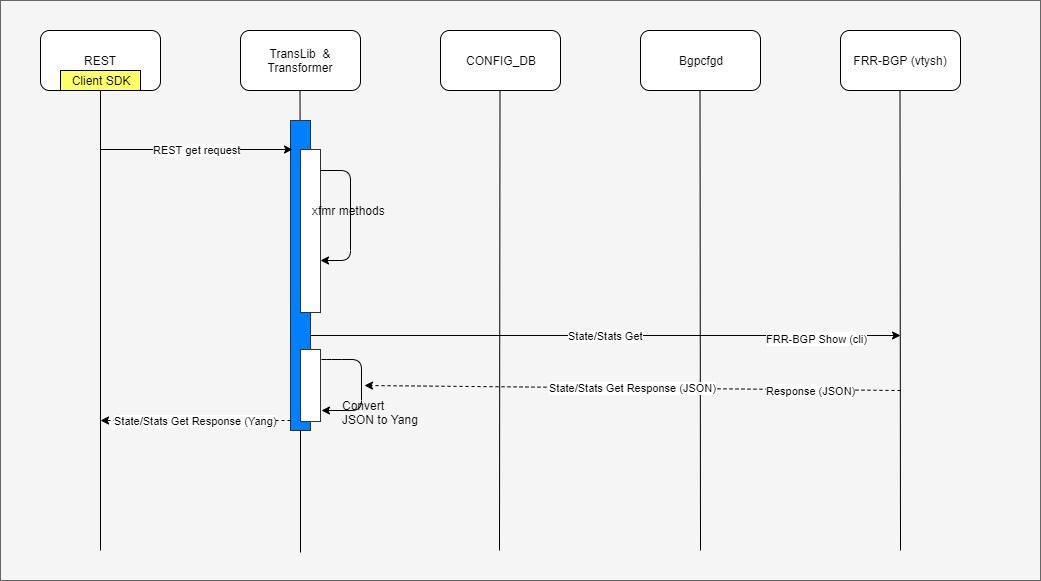 REST
Client SDK
TransLib &
Transformer
CONFIG_DB
Bgpcfgd
FRR-BGP (vtysh)
REST get request
xfmr methods
State/Stats Get
FRR-BGP Show (cli)
State/Stats Get Response (JSON)
Response (JSON)
Convert
JSON to Yang
State/Stats Get Response (Yang)